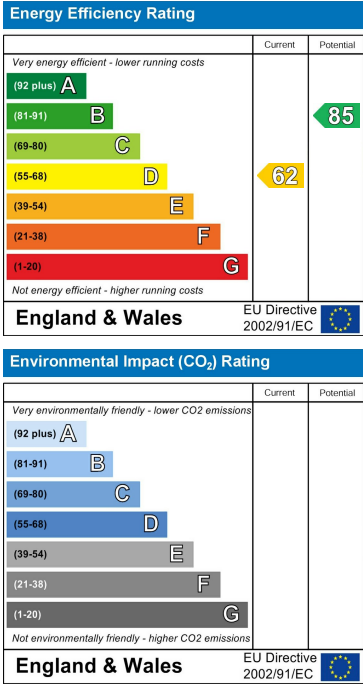 Energy Efficiency Rating
Current Potential
Very energy efficient - lower running costs
(92 plus) A
(81-91) B
85
(69-80) C
(55-68) D
62
(39-54) E
(21-38) F
(1-20) G
Not energy efficient - higher running costs
England & Wales
EU Directive
2002/91/EC
Environmental Impact (CO₂) Rating
Current Potential
Very environmentally friendly - lower CO2 emissions
(92 plus) A
(81-91) B
(69-80) C
(55-68) D
(39-54) E
(21-38) F
(1-20) G
Not environmentally friendly - higher CO2 emissions
England & Wales
EU Directive
2002/91/EC